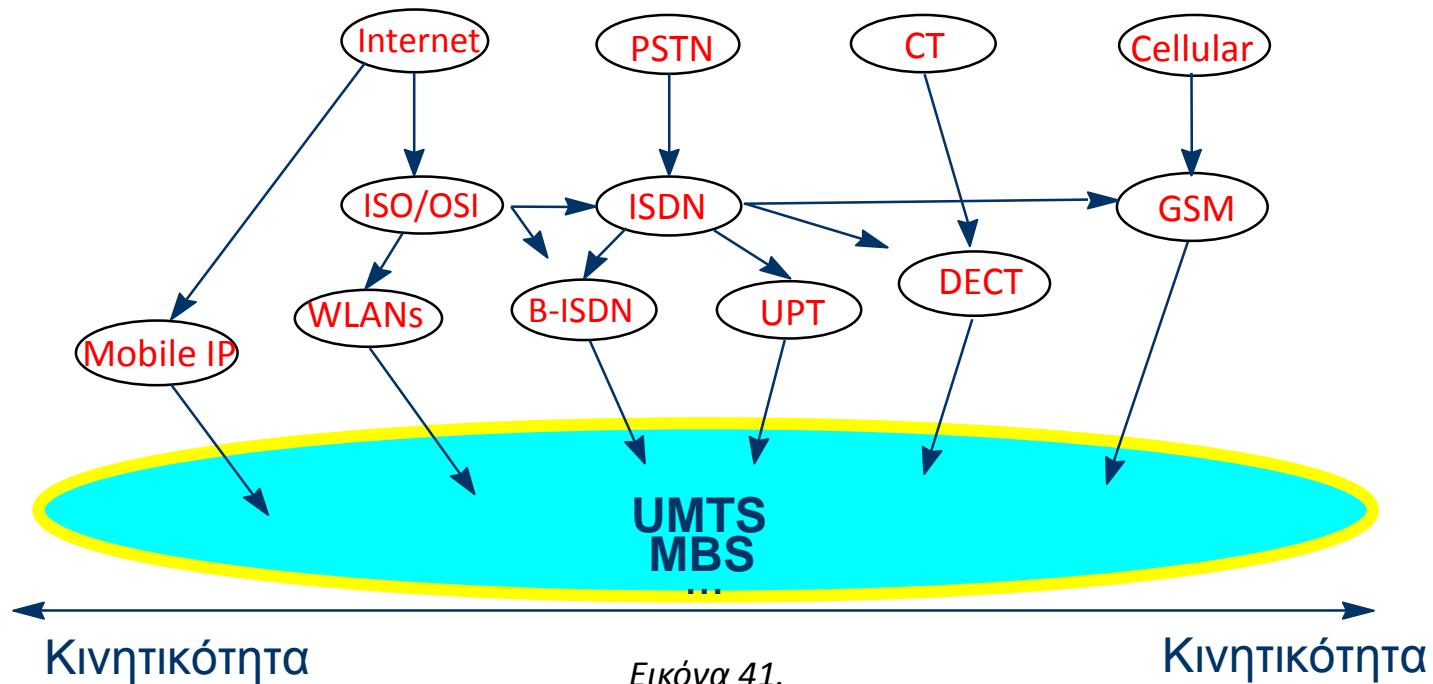 Internet
PSTN
CT
Cellular
ISO/OSI
ISDN
GSM
WLANs
B-ISDN
UPT
DECT
Mobile IP
UMTS
MBS
...
Κινητικότητα
Κινητικότητα
Εικόνα 41.